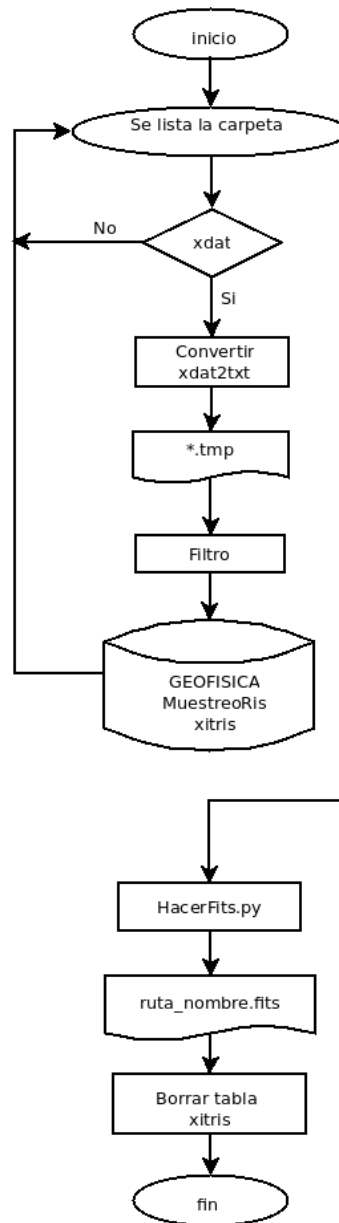 inicio
Se lista la carpeta
No
xdat
Si
Convertir
xdat2txt
*.tmp
Filtro
GEOFISICA
MuestreoRis
xitris
HacerFits.py
ruta_nombre.fits
Borrar tabla
xitris
fin